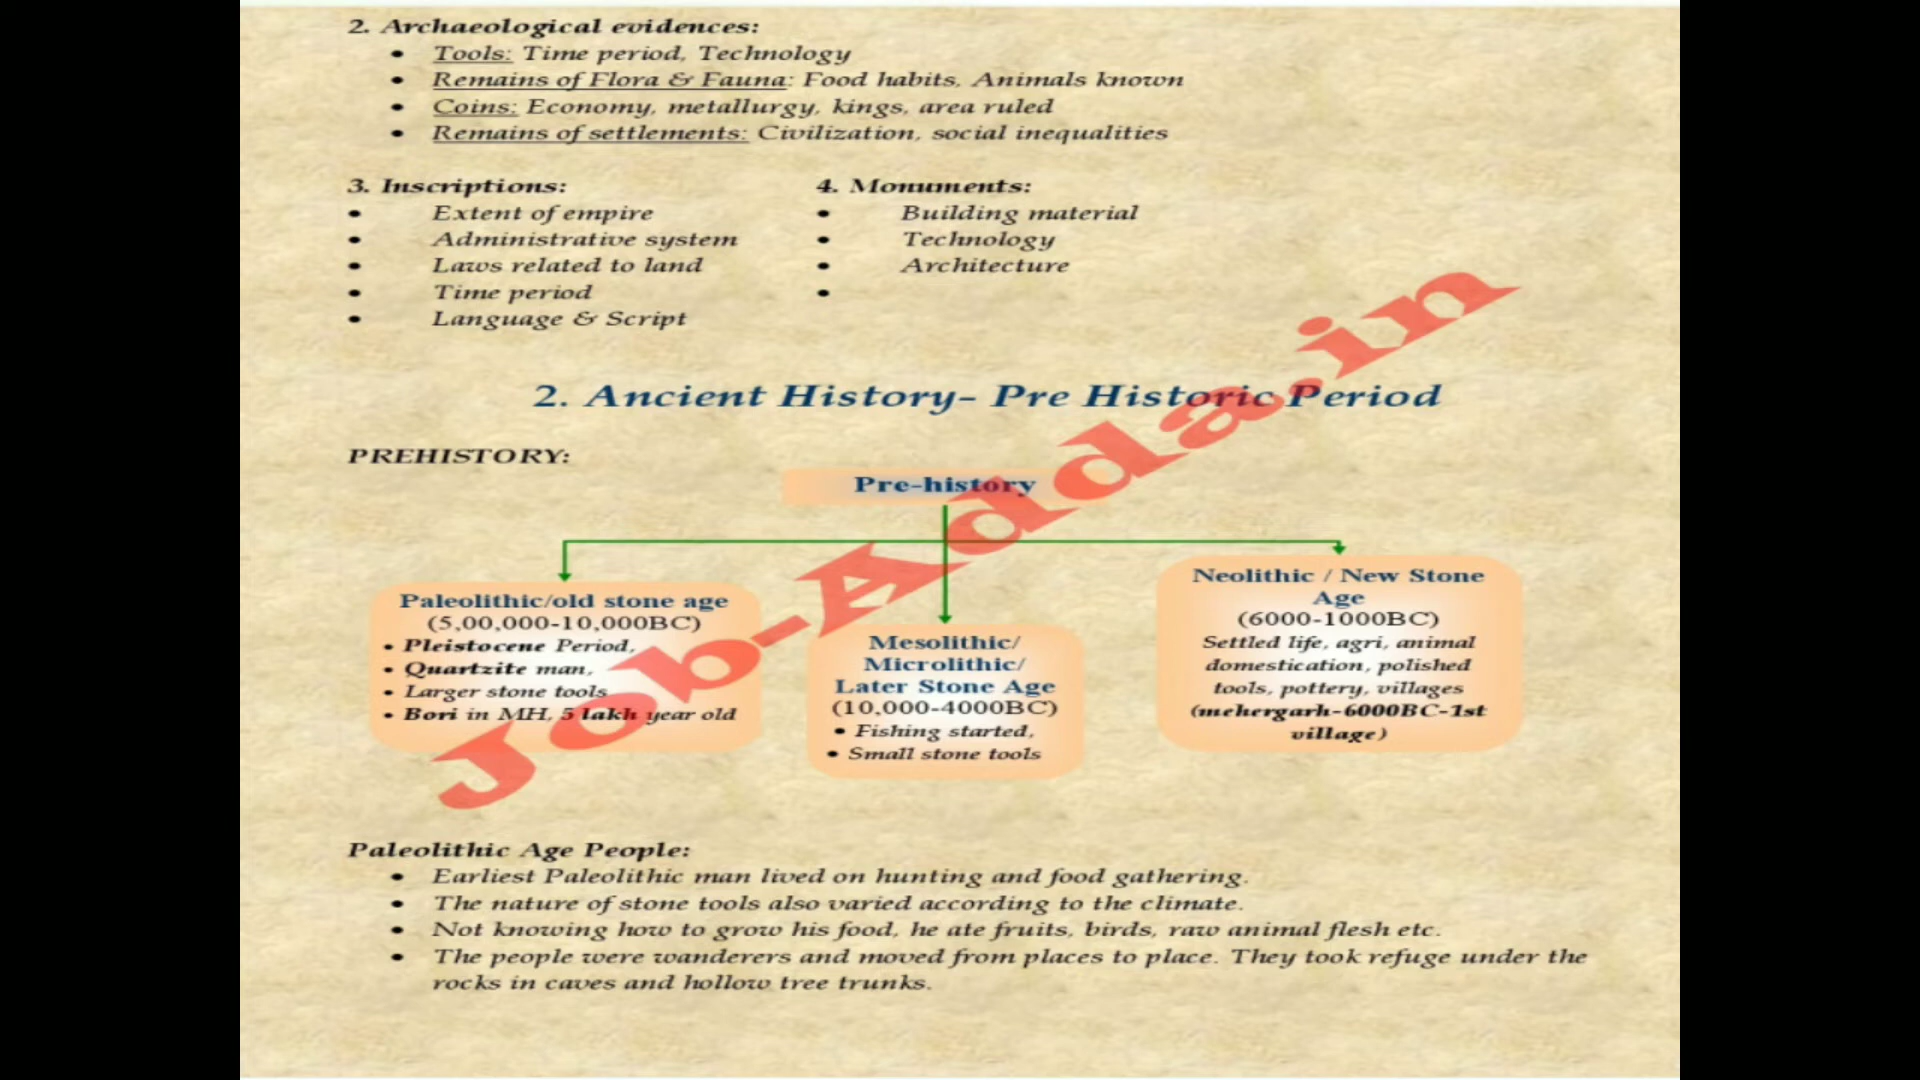 2. Archaeological evidences:
• Tools: Time period, Technology
• Remains of Flora & Fauna: Food habits, Animals known
• Coins: Economy, metallurgy, kings, area ruled
• Remains of settlements: Civilization, social inequalities
3. Inscriptions:
• Extent of empire
• Administrative system
• Laws related to land
• Time period
• Language & Script
4. Monuments:
• Building material
• Technology
• Architecture
•
2. Ancient History- Pre Historic Period
PREHISTORY:
Pre-history
Paleolithic/old stone age
(5,00,000-10,000BC)
• Pleistocene Period,
• Quartzite man,
• Larger stone tools
• Bori in MH, 5 lakh year old
Mesolithic/
Microlithic/
Later Stone Age
(10,000-4000BC)
• Fishing started,
• Small stone tools
Neolithic / New Stone
Age
(6000-1000BC)
Settled life, agri, animal
domestication, polished
tools, pottery, villages
(mehergarh-6000BC-1st
village)
Job-Adda.in
Paleolithic Age People:
• Earliest Paleolithic man lived on hunting and food gathering.
• The nature of stone tools also varied according to the climate.
• Not knowing how to grow his food, he ate fruits, birds, raw animal flesh etc.
• The people were wanderers and moved from places to place. They took refuge under the
rocks in caves and hollow tree trunks.